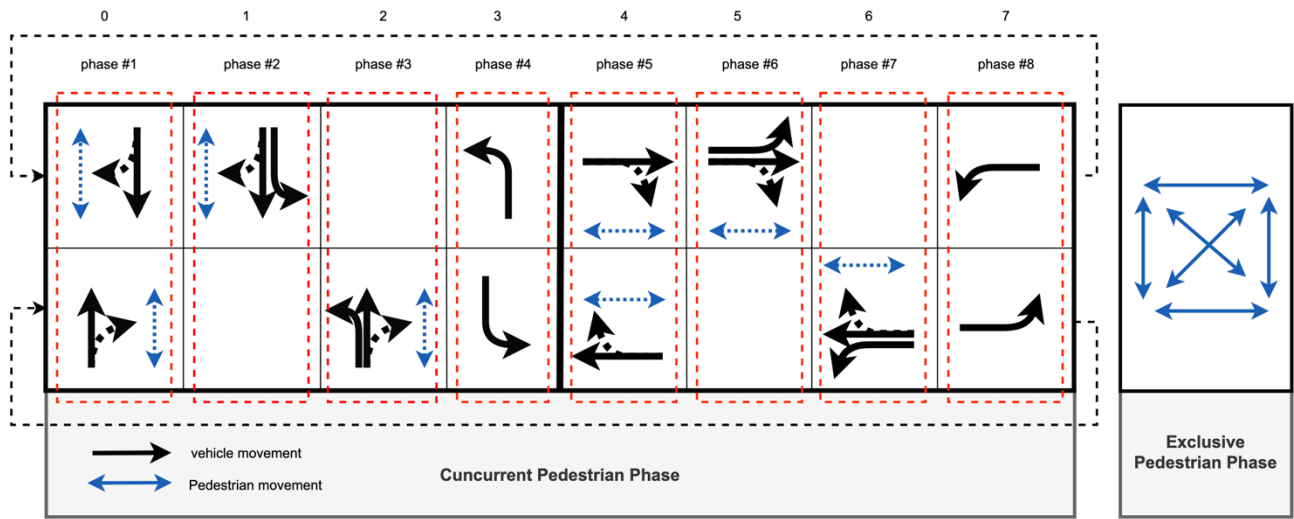 0 1 2 3 4 5 6 7
phase #1 phase #2 phase #3 phase #4 phase #5 phase #6 phase #7 phase #8
vehicle movement
Pedestrian movement
Cuncurrent Pedestrian Phase
Exclusive
Pedestrian Phase